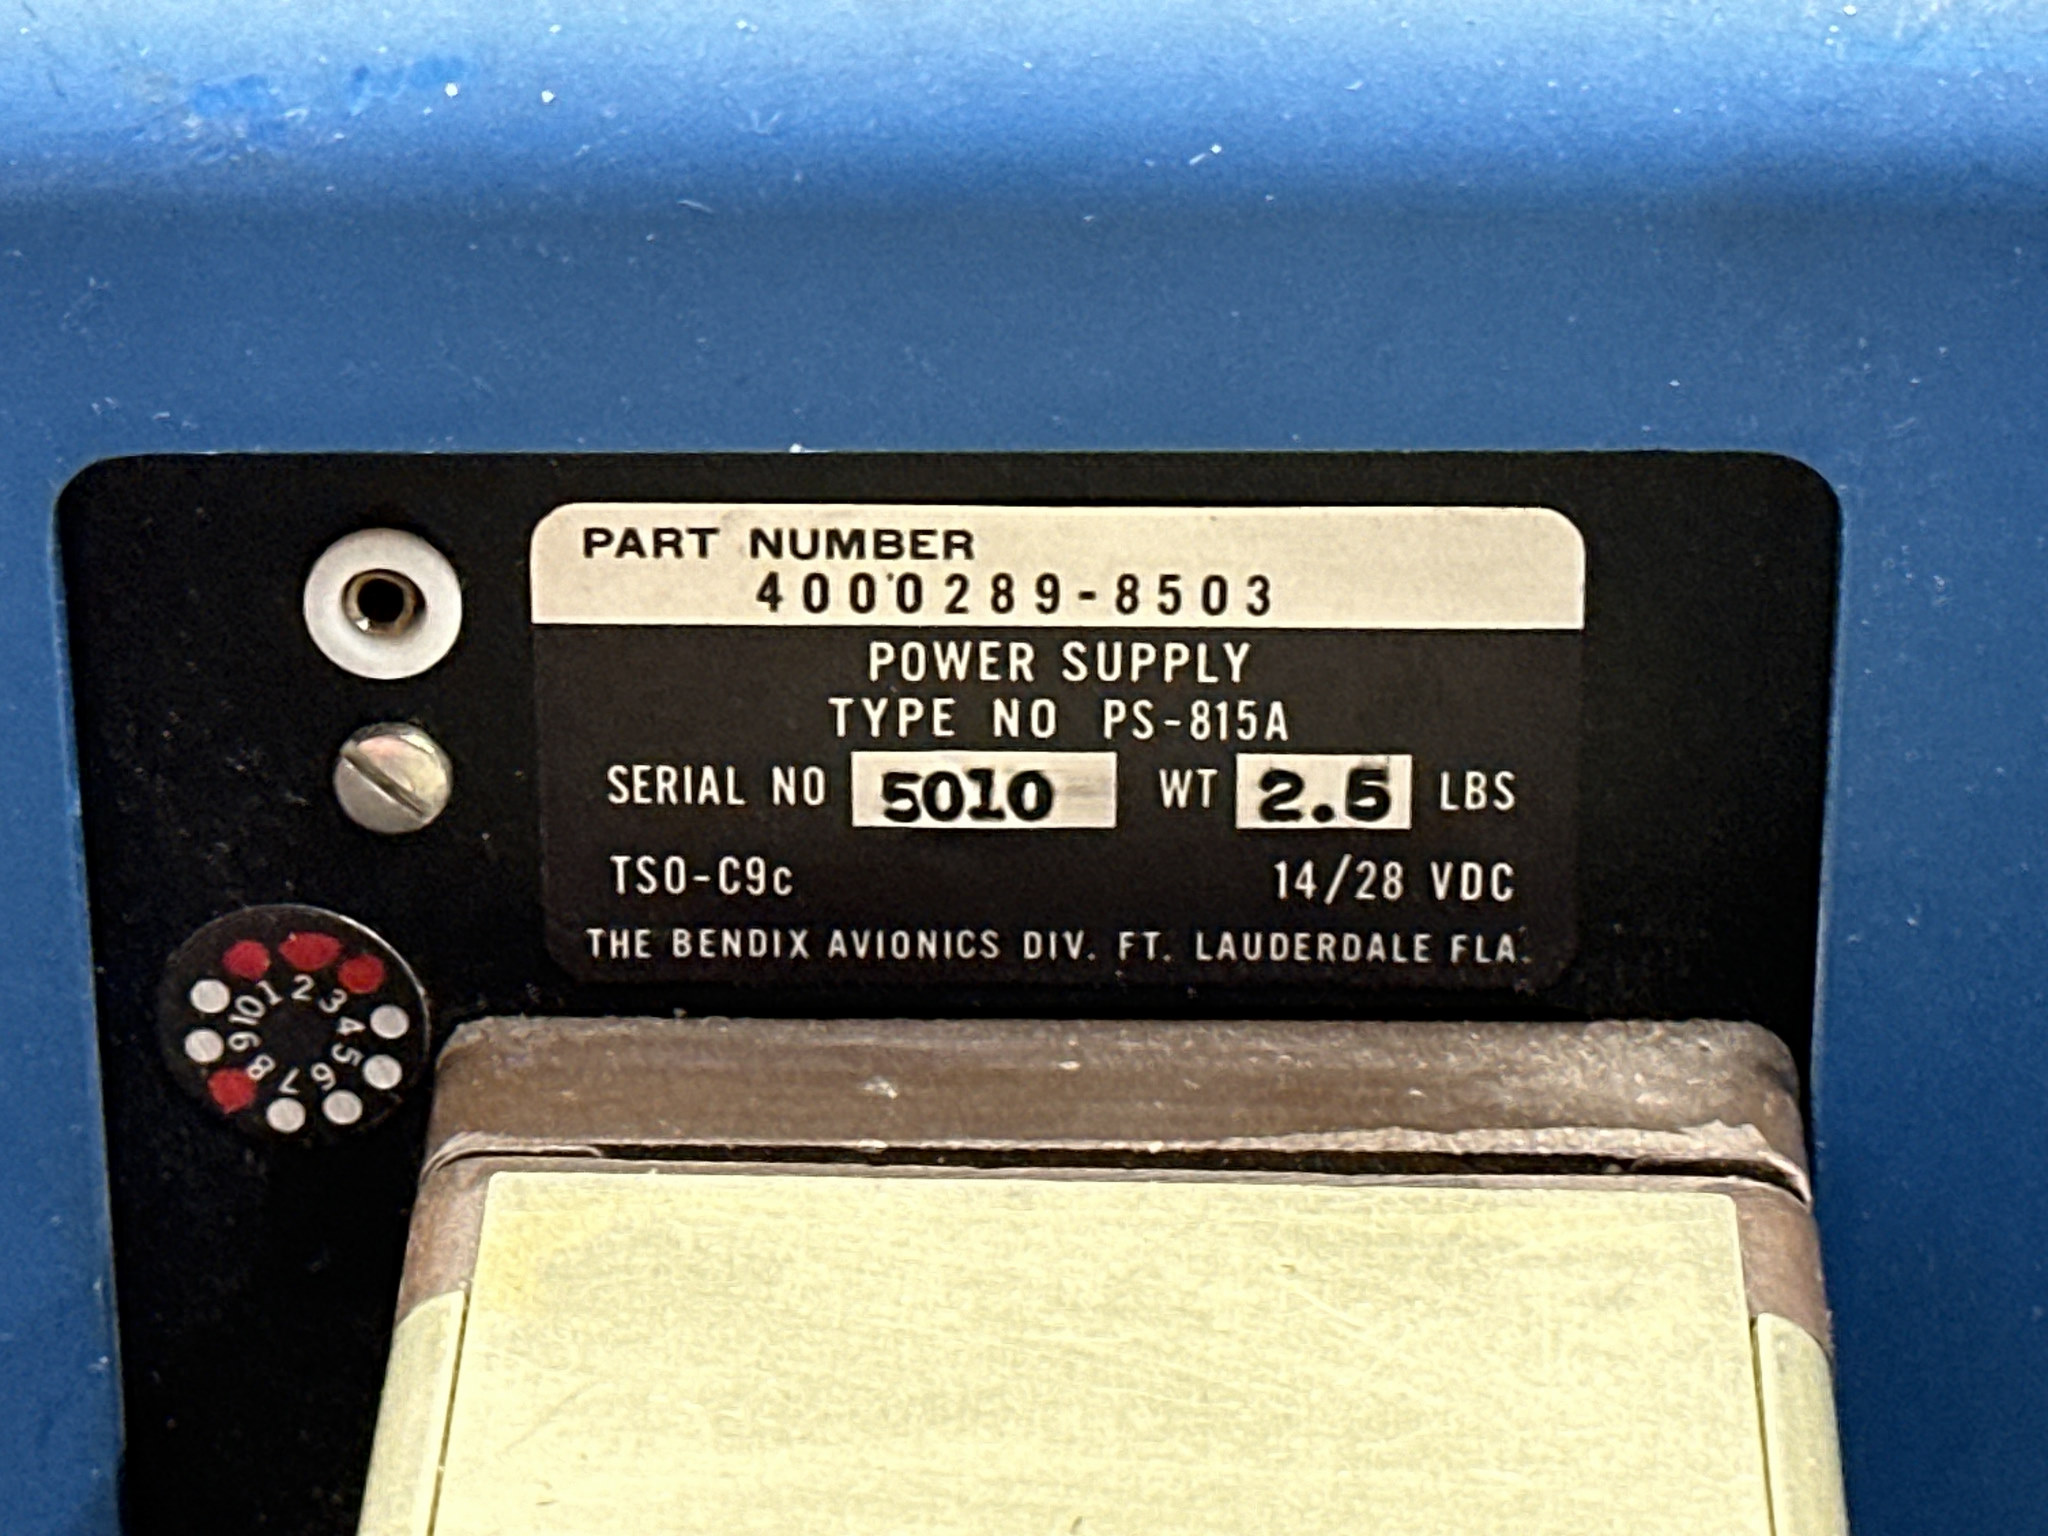 PART NUMBER
4000289-8503
POWER SUPPLY
TYPE NO PS-815A
SERIAL NO 5010 WT 2.5 LBS
TSO-C9c 14/28 VDC
THE BENDIX AVIONICS DIV. FT. LAUDERDALE FLA.
1 2 3 4 5 6 7 8 9 10